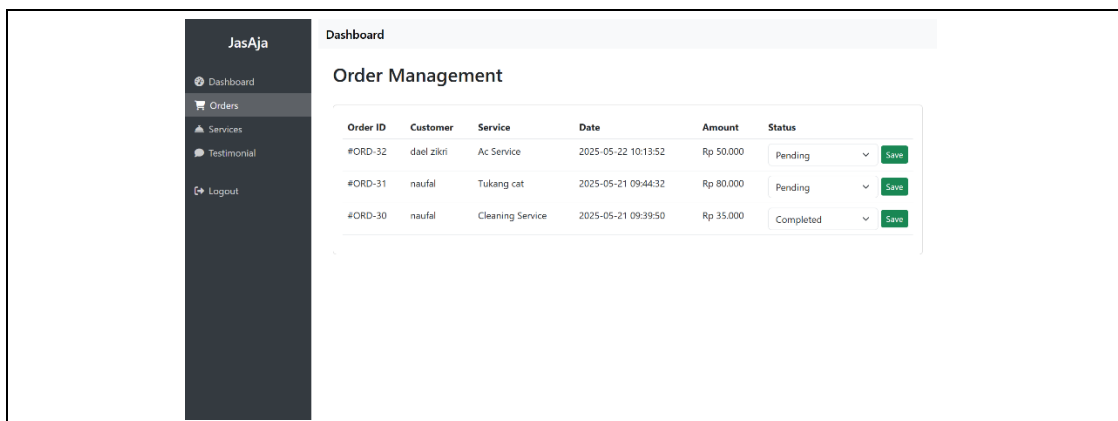 JasAja
Dashboard
Orders
Services
Testimonial
Logout
Dashboard
Order Management
Order ID Customer Service Date Amount Status
#ORD-32 dael zikri Ac Service 2025-05-22 10:13:52 Rp 50.000 Pending Save
#ORD-31 naufal Tukang cat 2025-05-21 09:44:32 Rp 80.000 Pending Save
#ORD-30 naufal Cleaning Service 2025-05-21 09:39:50 Rp 35.000 Completed Save